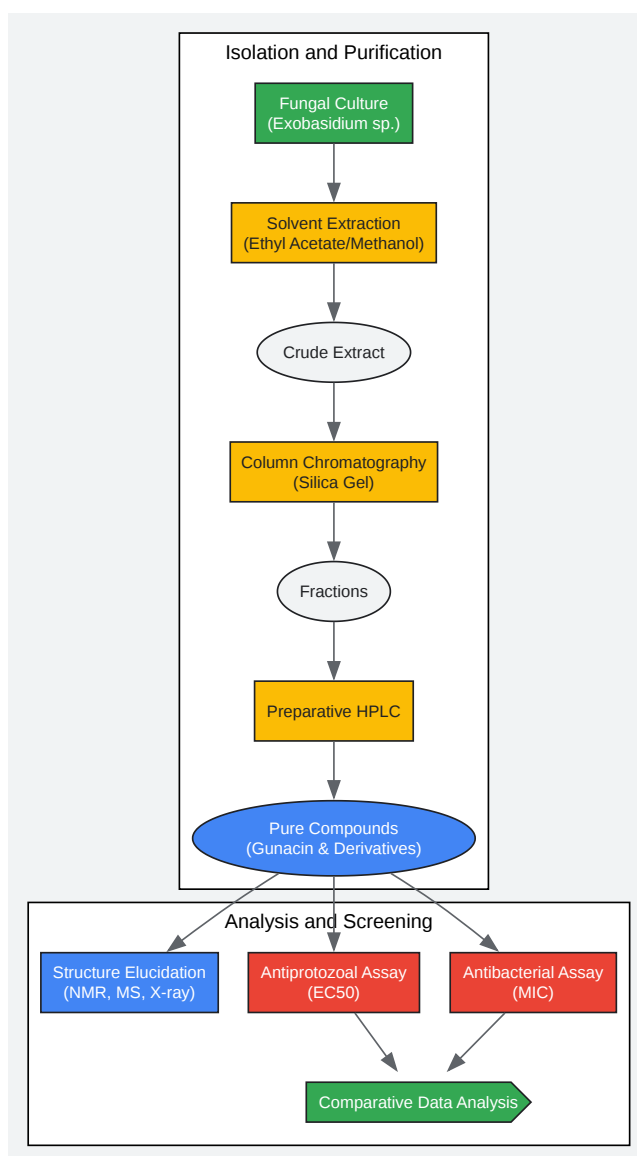 Isolation and Purification
Fungal Culture
(Exobasidium sp.)
Solvent Extraction
(Ethyl Acetate/Methanol)
Crude Extract
Column Chromatography
(Silica Gel)
Fractions
Preparative HPLC
Pure Compounds
(Gunacin & Derivatives)
Analysis and Screening
Structure Elucidation
(NMR, MS, X-ray)
Antiprotozoal Assay
(EC50)
Antibacterial Assay
(MIC)
Comparative Data Analysis